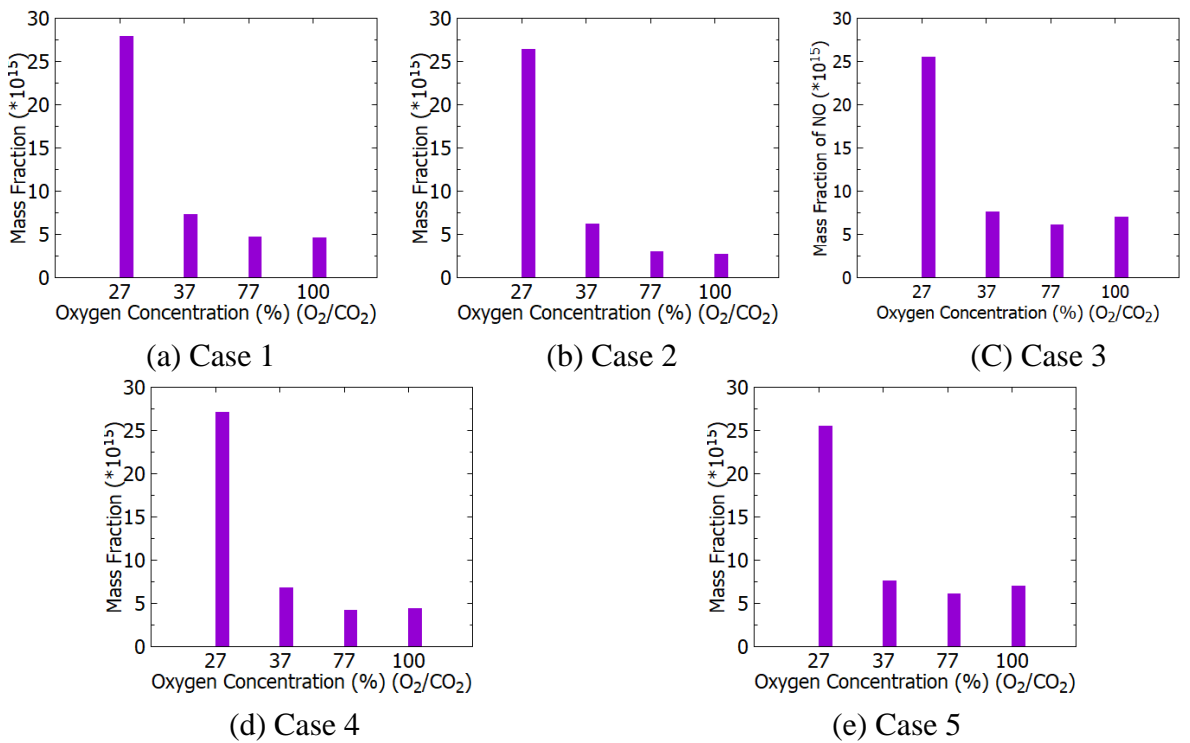 30
25
20
15
10
5
0
Mass Fraction (*10¹⁵)
27 37 77 100
Oxygen Concentration (%) (O₂/CO₂)
(a) Case 1
30
25
20
15
10
5
0
Mass Fraction (*10¹⁵)
27 37 77 100
Oxygen Concentration (%) (O₂/CO₂)
(b) Case 2
30
25
20
15
10
5
0
Mass Fraction of NO (*10¹⁵)
27 37 77 100
Oxygen Concentration (%) (O₂/CO₂)
(C) Case 3
30
25
20
15
10
5
0
Mass Fraction (*10¹⁵)
27 37 77 100
Oxygen Concentration (%) (O₂/CO₂)
(d) Case 4
30
25
20
15
10
5
0
Mass Fraction (*10¹⁵)
27 37 77 100
Oxygen Concentration (%) (O₂/CO₂)
(e) Case 5